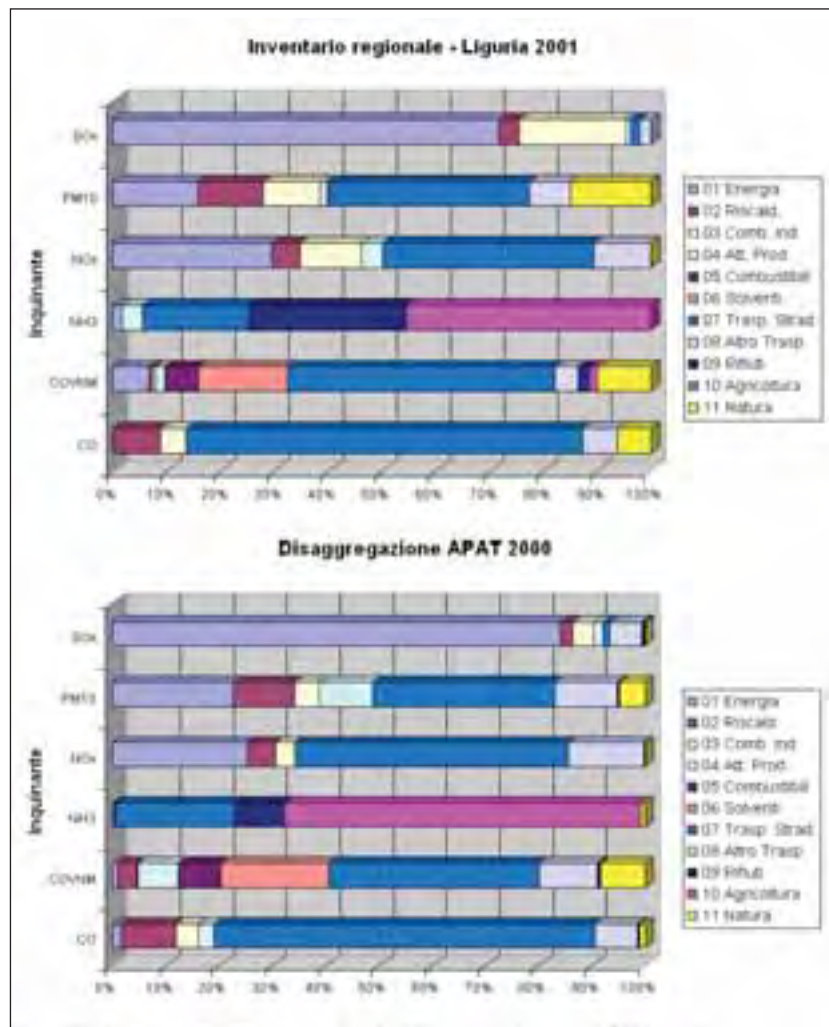 Inventario regionale - Liguria 2001
Inquinante
SOx
PM10
NOx
NH3
COVNM
CO
0%
10%
20%
30%
40%
50%
60%
70%
80%
90%
100%
01 Energia
02 Riscald.
03 Comb. Ind
04 Att. Prod
05 Combustibili
06 Solventi
07 Trasp. Strad
08 Altro Trasp
09 Rifiuti
10 Agricoltura
11 Natura
Disaggregazione APAT 2000
Inquinante
SOx
PM10
NOx
NH3
COVNM
CO
0%
10%
20%
30%
40%
50%
60%
70%
80%
90%
100%
01 Energia
02 Riscald
03 Comb. Ind
04 Att. Prod
05 Combustibili
06 Solventi
07 Trasp. Strad
08 Altro Trasp
09 Rifiuti
10 Agricoltura
11 Natura